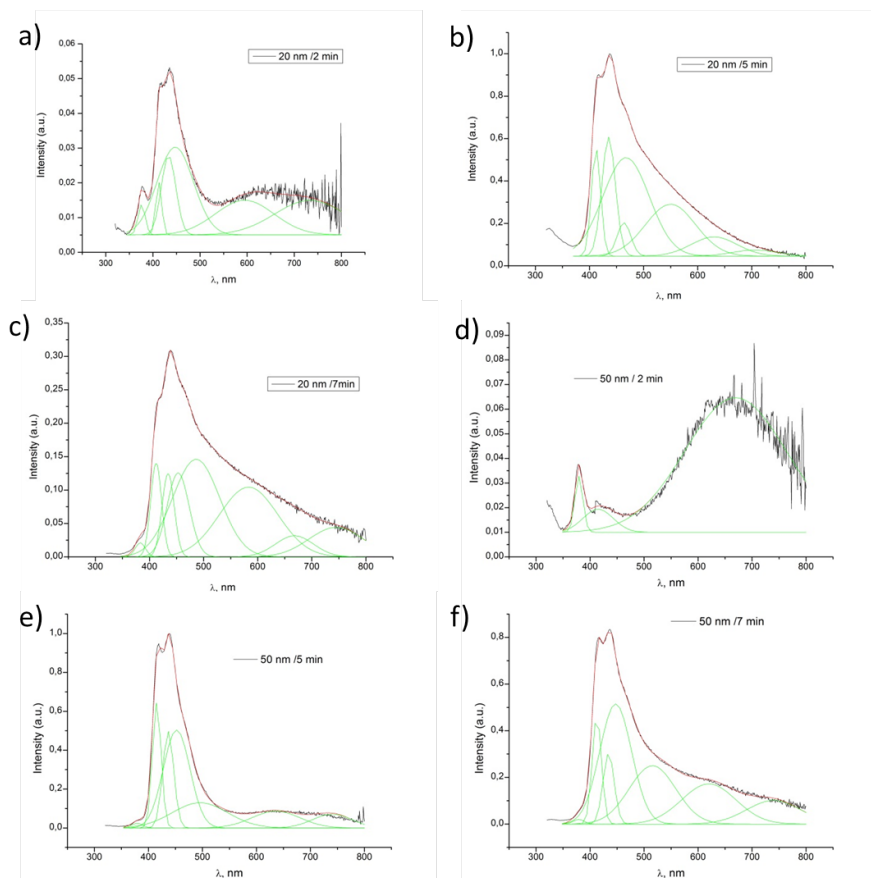 a)
20 nm /2 min
Intensity (a.u.)
0,06
0,05
0,04
0,03
0,02
0,01
0,00
300 400 500 600 700 800
λ, nm
b)
20 nm /5 min
Intensity (a.u.)
1,0
0,8
0,6
0,4
0,2
0,0
300 400 500 600 700 800
λ, nm
c)
20 nm /7min
Intensity (a.u.)
0,35
0,30
0,25
0,20
0,15
0,10
0,05
0,00
300 400 500 600 700 800
λ, nm
d)
50 nm / 2 min
Intensity (a.u.)
0,09
0,08
0,07
0,06
0,05
0,04
0,03
0,02
0,01
0,00
300 400 500 600 700 800
λ, nm
e)
50 nm /5 min
Intensity (a.u.)
1,0
0,8
0,6
0,4
0,2
0,0
300 400 500 600 700 800
λ, nm
f)
50 nm /7 min
Intensity (a.u.)
0,8
0,6
0,4
0,2
0,0
300 400 500 600 700 800
λ, nm